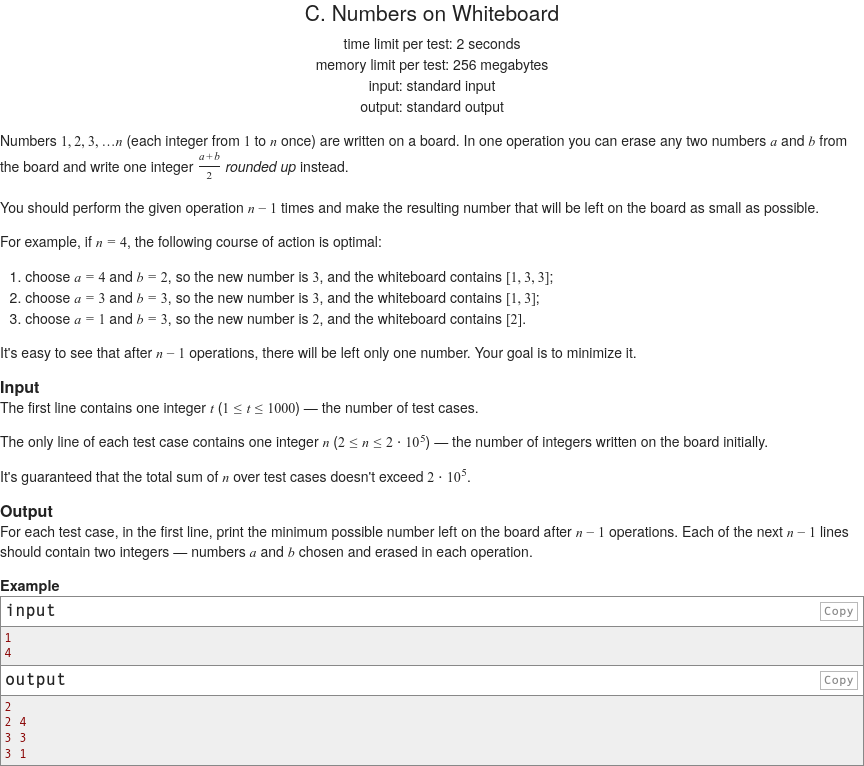 C. Numbers on Whiteboard
time limit per test: 2 seconds
memory limit per test: 256 megabytes
input: standard input
output: standard output
Numbers 1, 2, 3, …n (each integer from 1 to n once) are written on a board. In one operation you can erase any two numbers a and b from
the board and write one integer \frac{a+b}{2} rounded up instead.
You should perform the given operation n − 1 times and make the resulting number that will be left on the board as small as possible.
For example, if n = 4, the following course of action is optimal:
1. choose a = 4 and b = 2, so the new number is 3, and the whiteboard contains [1, 3, 3];
2. choose a = 3 and b = 3, so the new number is 3, and the whiteboard contains [1, 3];
3. choose a = 1 and b = 3, so the new number is 2, and the whiteboard contains [2].
It's easy to see that after n − 1 operations, there will be left only one number. Your goal is to minimize it.
Input
The first line contains one integer t (1 ≤ t ≤ 1000) — the number of test cases.
The only line of each test case contains one integer n (2 ≤ n ≤ 2 · 10^5) — the number of integers written on the board initially.
It's guaranteed that the total sum of n over test cases doesn't exceed 2 · 10^5.
Output
For each test case, in the first line, print the minimum possible number left on the board after n − 1 operations. Each of the next n − 1 lines
should contain two integers — numbers a and b chosen and erased in each operation.
Example
input Copy
1
4
output Copy
2
2 4
3 3
3 1